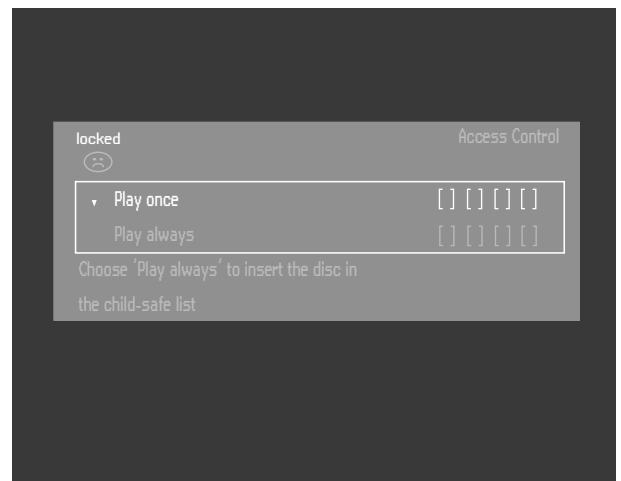 locked
Access Control
Play once [ ] [ ] [ ] [ ]
Play always [ ] [ ] [ ] [ ]
Choose 'Play always' to insert the disc in
the child-safe list